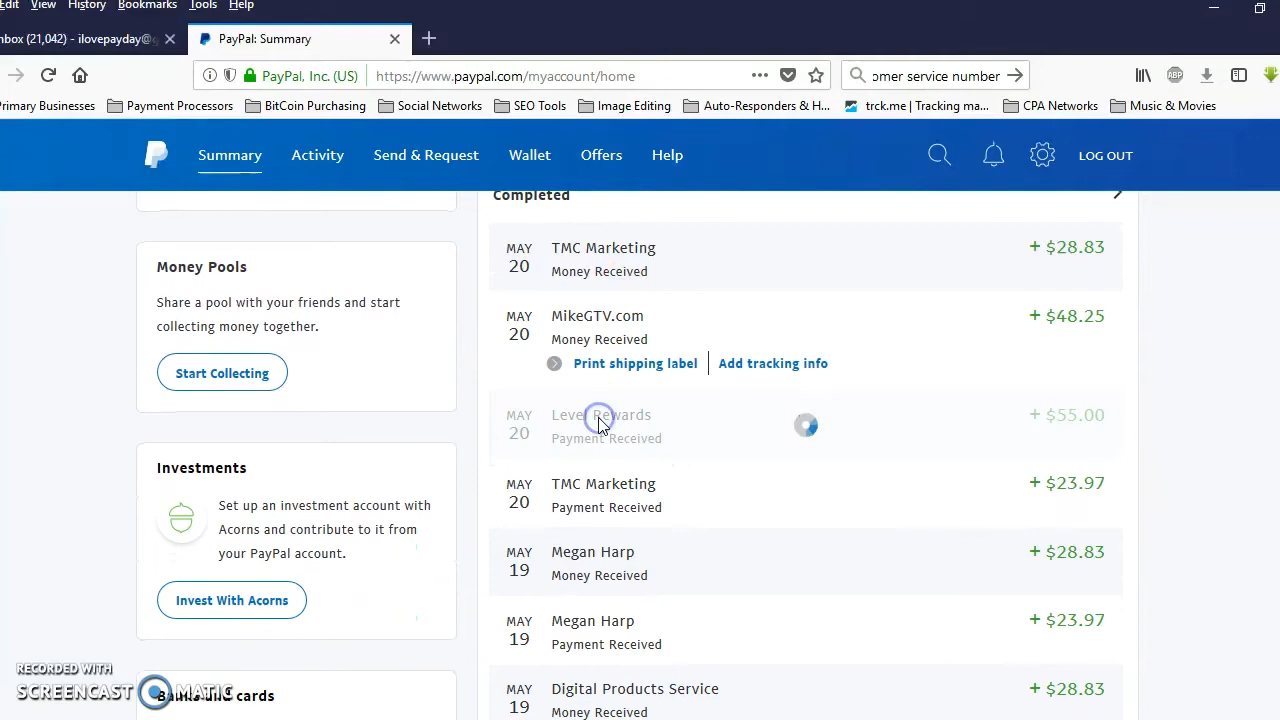 Edit View History Bookmarks Tools Help
nbox (21,042) - ilovepayday@g
PayPal: Summary
PayPal, Inc. (US) https://www.paypal.com/myaccount/home
omer service number
rimary Businesses Payment Processors BitCoin Purchasing Social Networks SEO Tools Image Editing Auto-Responders & H... trck.me | Tracking ma... CPA Networks Music & Movies
Summary Activity Send & Request Wallet Offers Help LOG OUT
Completed
Money Pools
Share a pool with your friends and start
collecting money together.
Start Collecting
Investments
Set up an investment account with
Acorns and contribute to it from
your PayPal account.
Invest With Acorns
Banks and cards
MAY 20 TMC Marketing + $28.83
Money Received
MAY 20 MikeGTV.com + $48.25
Money Received
Print shipping label | Add tracking info
MAY 20 Level Rewards + $55.00
Payment Received
MAY 20 TMC Marketing + $23.97
Payment Received
MAY 19 Megan Harp + $28.83
Money Received
MAY 19 Megan Harp + $23.97
Payment Received
MAY 19 Digital Products Service + $28.83
Money Received
RECORDED WITH
SCREENCAST MATIC